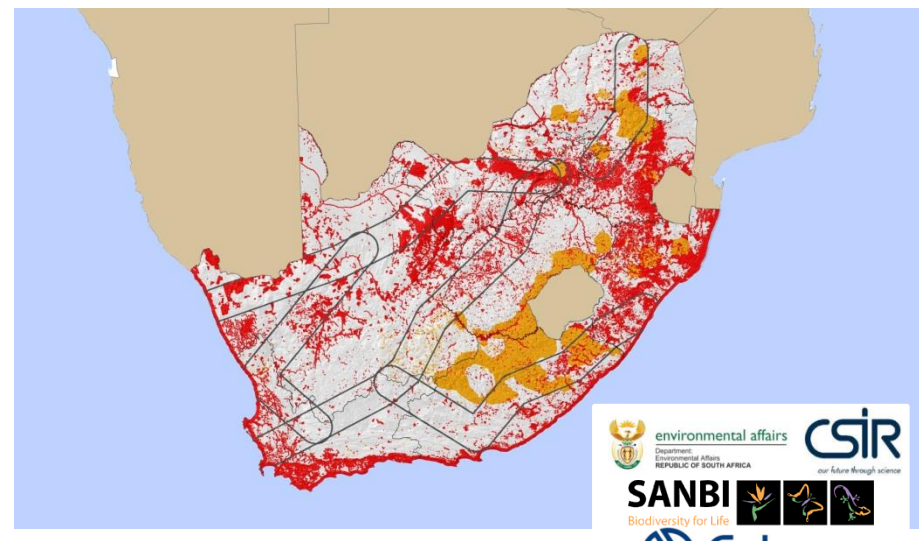 environmental affairs
Department:
Environmental Affairs
REPUBLIC OF SOUTH AFRICA
CSIR
our future through science
SANBI
Biodiversity for Life